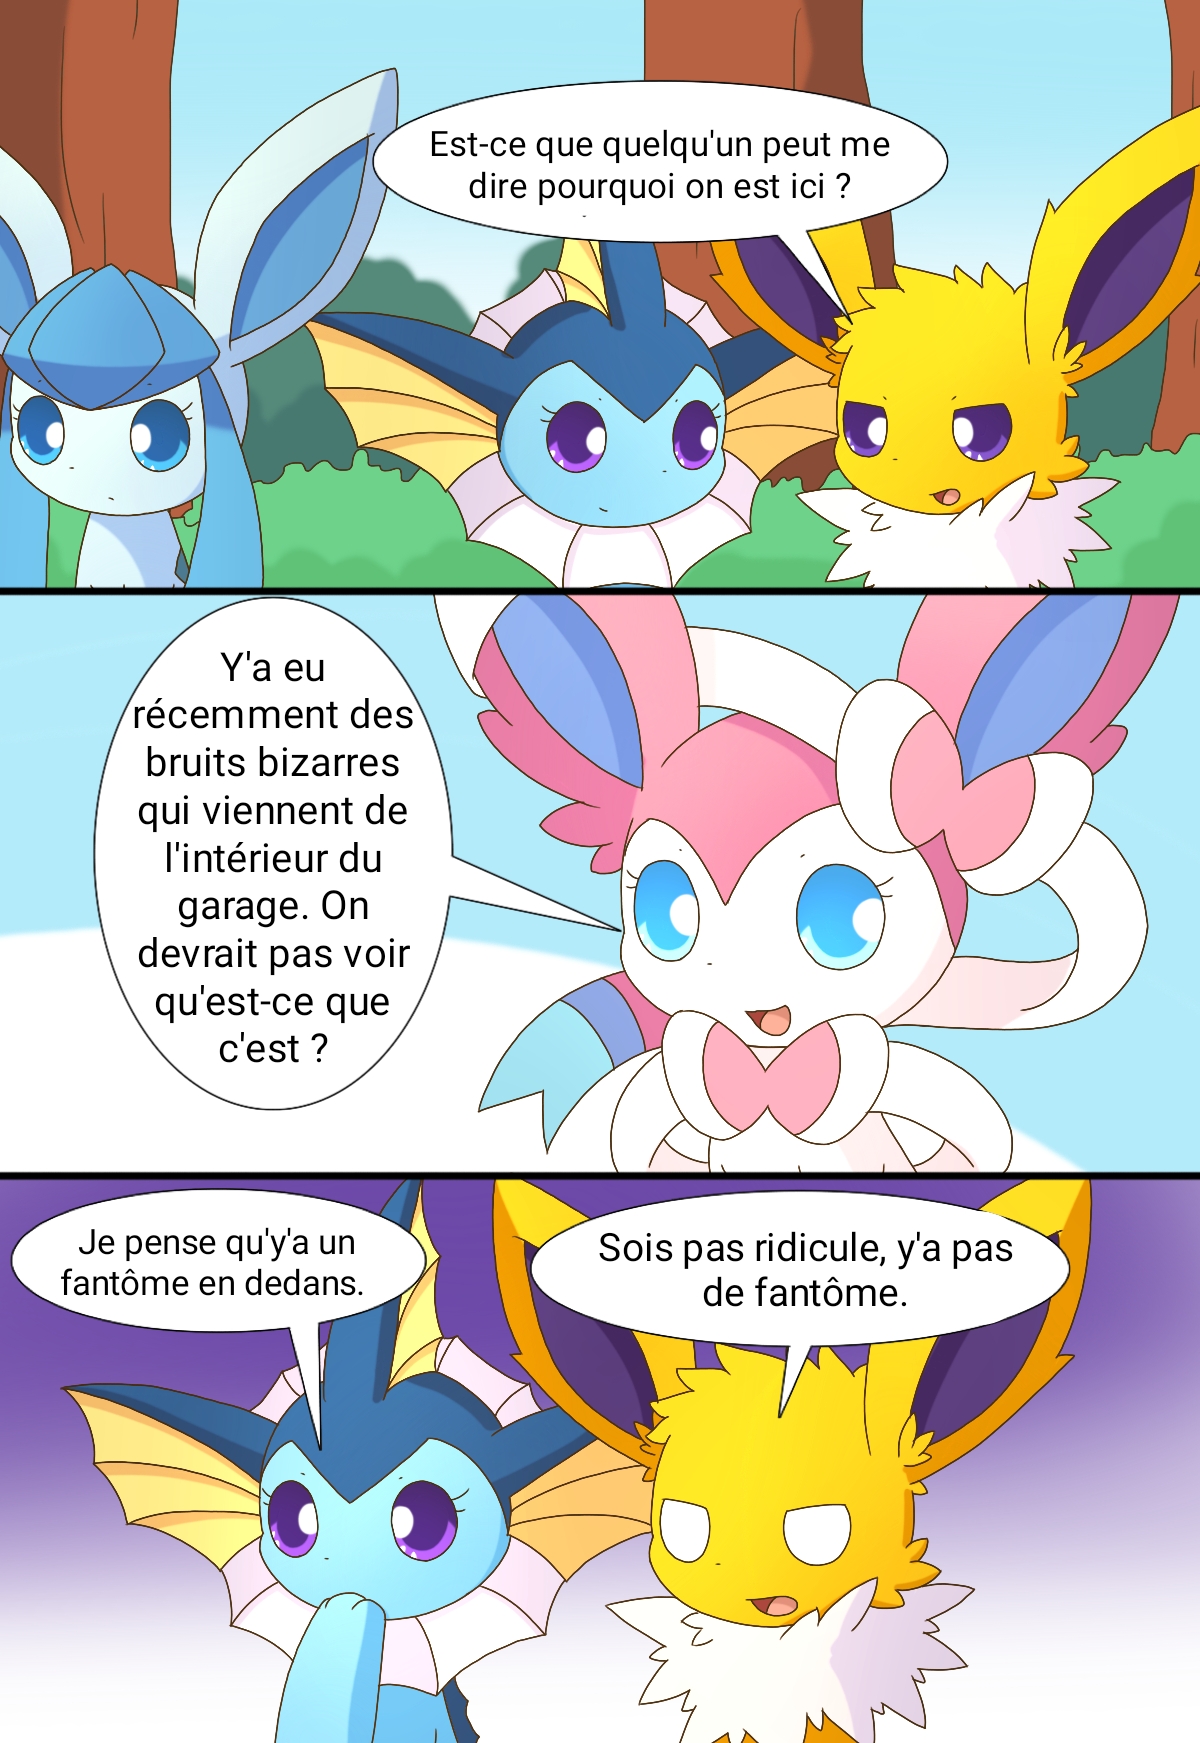 Est-ce que quelqu'un peut me
dire pourquoi on est ici ?
Y'a eu
récemment des
bruits bizarres
qui viennent de
l'intérieur du
garage. On
devrait pas voir
qu'est-ce que
c'est ?
Je pense qu'y'a un
fantôme en dedans.
Sois pas ridicule, y'a pas
de fantôme.